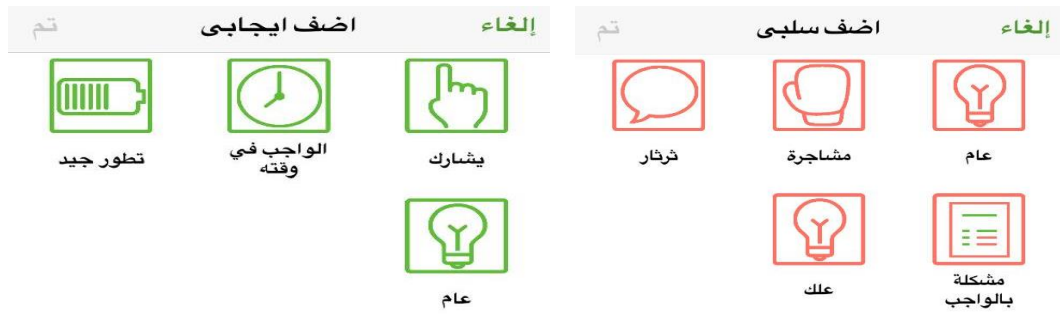 إلغاء
اضف سلبى
تم
عام
مشاجرة
ثرثار
مشكلة
بالواجب
علك
إلغاء
اضف ايجابى
تم
يشارك
الواجب في
وقته
تطور جيد
عام